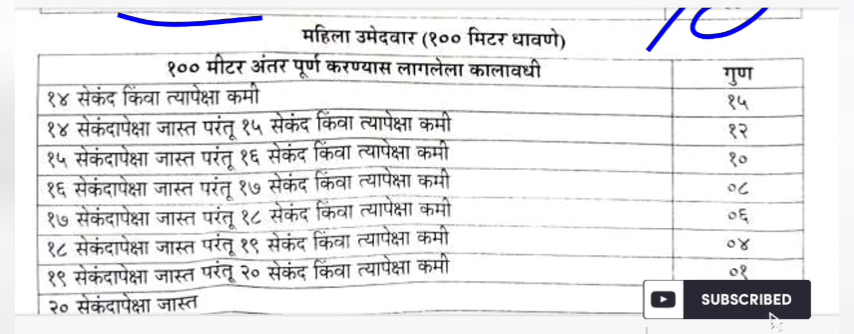 महिला उमेदवार (१०० मिटर धावणे)
१०० मीटर अंतर पूर्ण करण्यास लागलेला कालावधी गुण
१४ सेकंद किंवा त्यापेक्षा कमी १५
१४ सेकंदापेक्षा जास्त परंतू १५ सेकंद किंवा त्यापेक्षा कमी १२
१५ सेकंदापेक्षा जास्त परंतू १६ सेकंद किंवा त्यापेक्षा कमी १०
१६ सेकंदापेक्षा जास्त परंतू १७ सेकंद किंवा त्यापेक्षा कमी ०८
१७ सेकंदापेक्षा जास्त परंतू १८ सेकंद किंवा त्यापेक्षा कमी ०६
१८ सेकंदापेक्षा जास्त परंतू १९ सेकंद किंवा त्यापेक्षा कमी ०४
१९ सेकंदापेक्षा जास्त परंतू २० सेकंद किंवा त्यापेक्षा कमी ०१
२० सेकंदापेक्षा जास्त
SUBSCRIBED